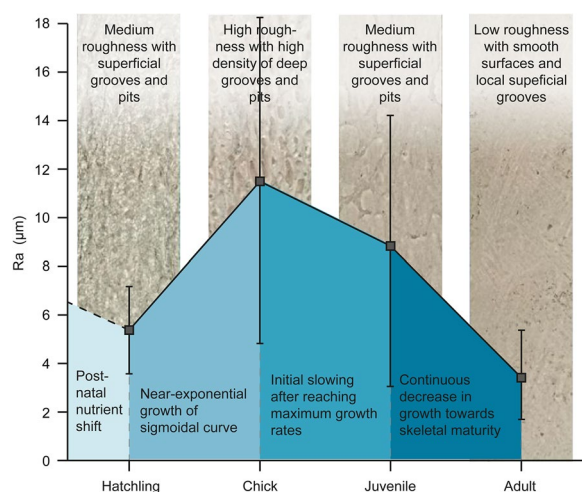 18
16
14
12
10
8
6
4
2
0
Ra (µm)
Medium
roughness with
superficial
grooves and
pits
High rough-
ness with high
density of deep
grooves and
pits
Medium
roughness with
superficial
grooves and
pits
Low roughness
with smooth
surfaces and
local supeficial
grooves
Post-
natal
nutrient
shift
Near-exponential
growth of
sigmoidal curve
Initial slowing
after reaching
maximum growth
rates
Continuous
decrease in
growth towards
skeletal maturity
Hatchling
Chick
Juvenile
Adult